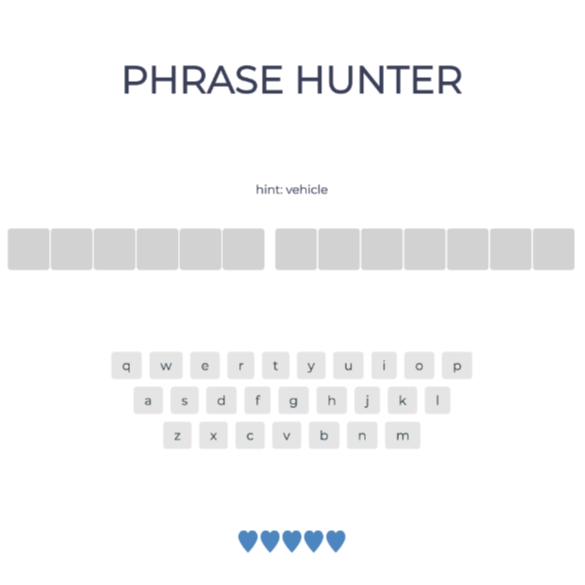 PHRASE HUNTER
hint: vehicle
q w e r t y u i o p
a s d f g h j k l
z x c v b n m